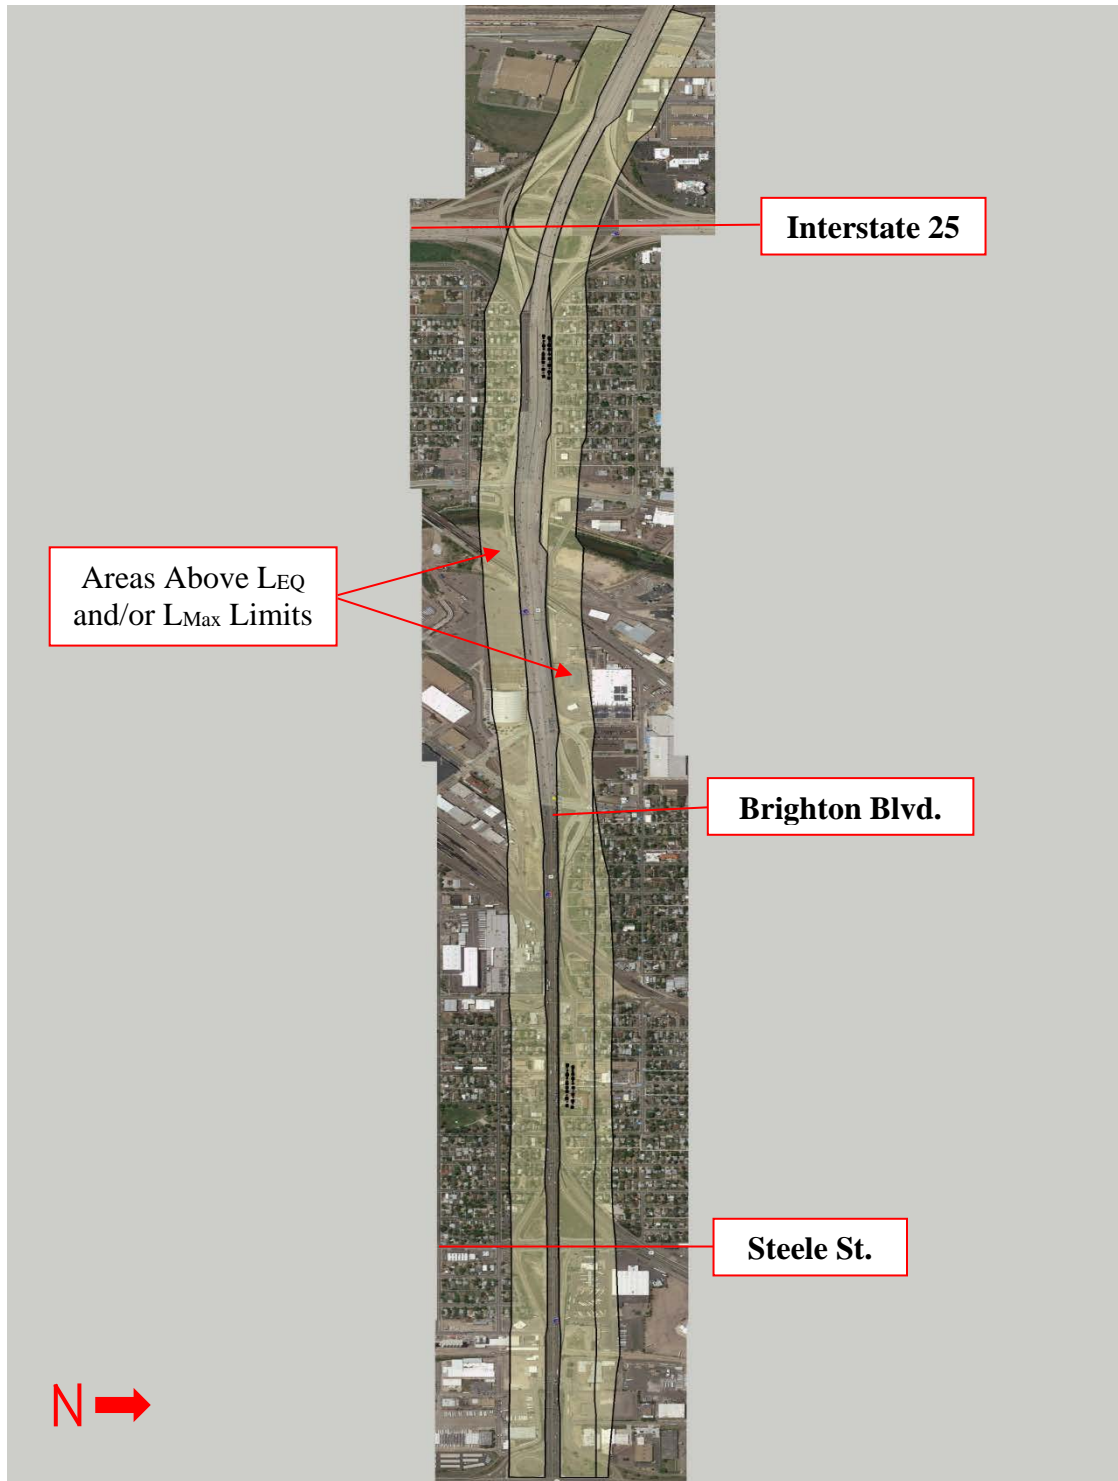 Interstate 25
Areas Above LEQ
and/or LMax Limits
Brighton Blvd.
Steele St.
N